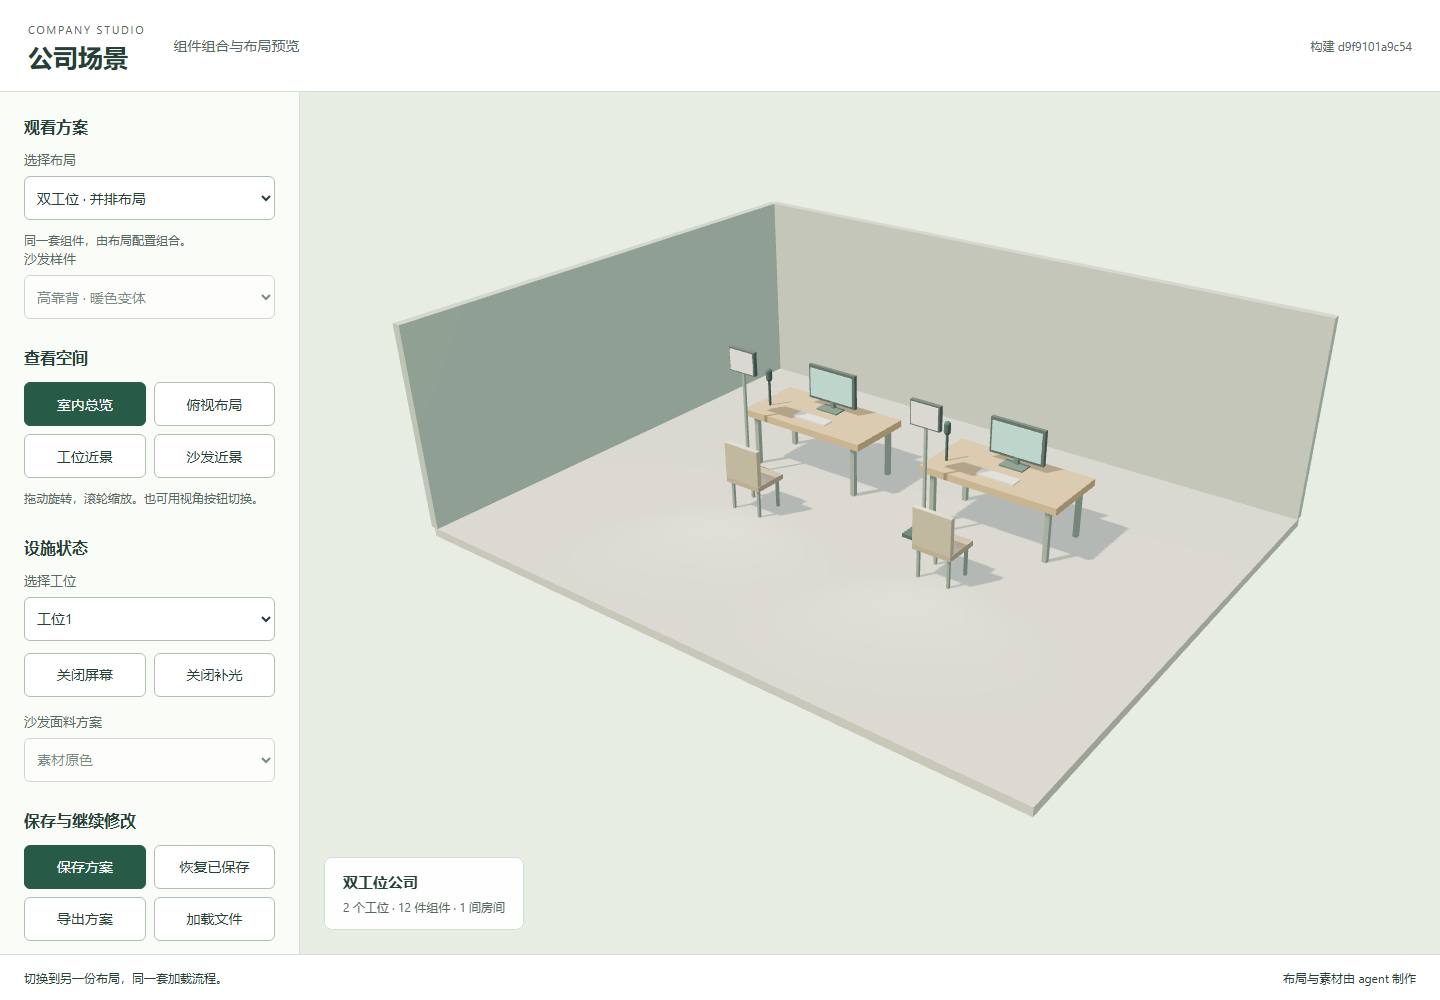 COMPANY STUDIO
公司场景
组件组合与布局预览
构建 d9f9101a9c54
观看方案
选择布局
双工位 · 并排布局
同一套组件，由布局配置组合。
沙发样件
高靠背 · 暖色变体
查看空间
室内总览
俯视布局
工位近景
沙发近景
拖动旋转，滚轮缩放。也可用视角按钮切换。
设施状态
选择工位
工位1
关闭屏幕
关闭补光
沙发面料方案
素材原色
保存与继续修改
保存方案
恢复已保存
导出方案
加载文件
双工位公司
2 个工位 · 12 件组件 · 1 间房间
切换到另一份布局，同一套加载流程。
布局与素材由 agent 制作